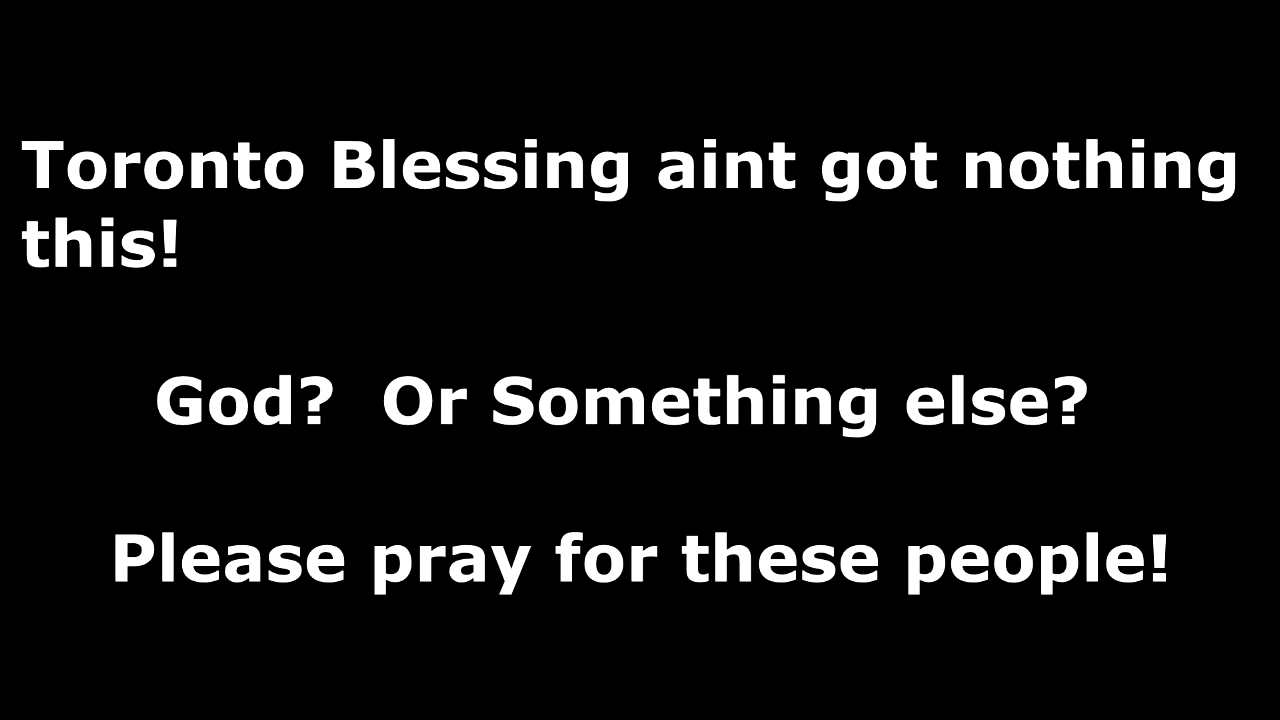 Toronto Blessing aint got nothing
this!
God?  Or Something else?
Please pray for these people!